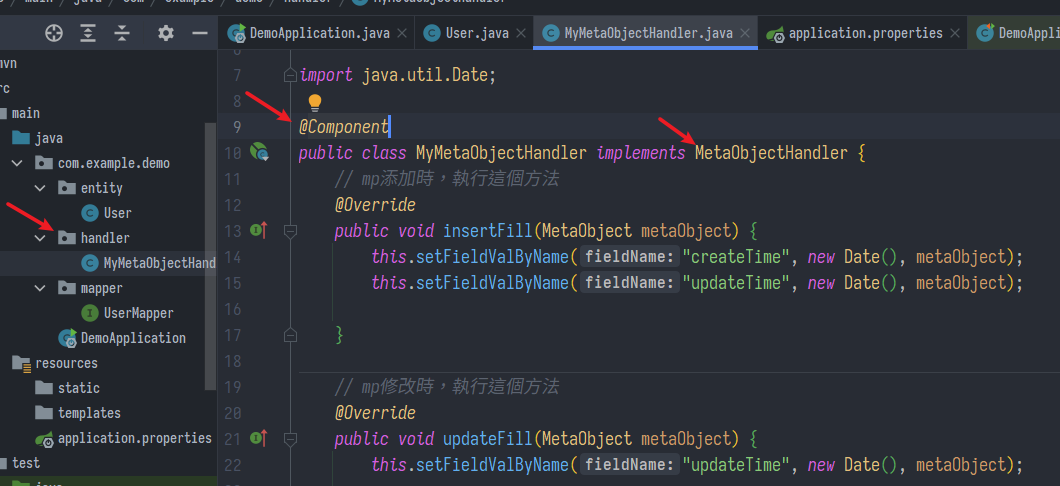 DemoApplication.java
User.java
MyMetaObjectHandler.java
application.properties
DemoAppli
main
java
com.example.demo
entity
User
handler
MyMetaObjectHand
mapper
UserMapper
DemoApplication
resources
static
templates
application.properties
test
7 import java.util.Date;
8
9 @Component
10 public class MyMetaObjectHandler implements MetaObjectHandler {
11 // mp添加時，執行這個方法
12 @Override
13 public void insertFill(MetaObject metaObject) {
14 this.setFieldValByName( fieldName: "createTime", new Date(), metaObject);
15 this.setFieldValByName( fieldName: "updateTime", new Date(), metaObject);
16
17 }
18
19 // mp修改時，執行這個方法
20 @Override
21 public void updateFill(MetaObject metaObject) {
22 this.setFieldValByName( fieldName: "updateTime", new Date(), metaObject);